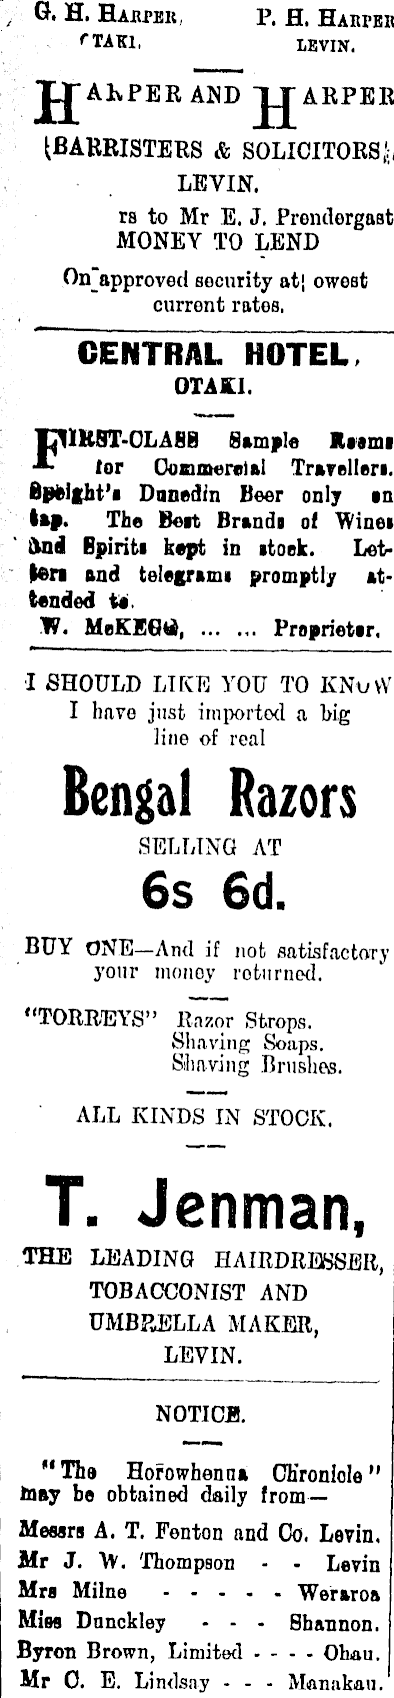 G. H. HARPER, P. H. HARPER
TAKI, LEVIN.
HARPER AND HARPER
BARRISTERS & SOLICITORS,
LEVIN.
rs to Mr E. J. Prendergast
MONEY TO LEND
On approved security at owest
current rates.
CENTRAL HOTEL,
OTAKI.
FIRST-CLASS Sample Rooms
for Commercial Travellers.
Speight's Dunedin Beer only on
tap. The Best Brands of Wines
and Spirits kept in stock. Let-
ters and telegrams promptly at-
tended to.
W. McKEGG, ... ... Proprietor.
I SHOULD LIKE YOU TO KNOW
I have just imported a big
line of real
Bengal Razors
SELLING AT
6s 6d.
BUY ONE—And if not satisfactory
your money returned.
"TORREYS" Razor Strops.
Shaving Soaps.
Shaving Brushes.
ALL KINDS IN STOCK.
T. Jenman,
THE LEADING HAIRDRESSER,
TOBACCONIST AND
UMBRELLA MAKER,
LEVIN.
NOTICE.
"The Horowhenua Chronicle"
may be obtained daily from—
Messrs A. T. Fenton and Co. Levin.
Mr J. W. Thompson - - Levin
Mrs Milne - - - - - Weraroa
Miss Dunckley - - - Shannon.
Byron Brown, Limited - - - - Ohau.
Mr C. E. Lindsay - - - Manakau.